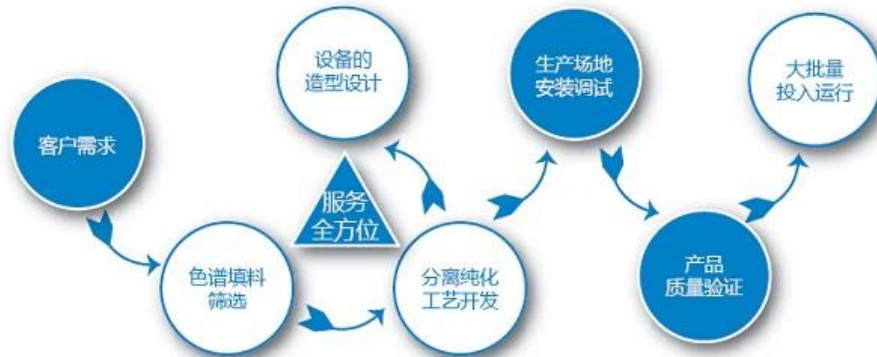 客户需求
色谱填料
筛选
服务
全方位
设备的
造型设计
分离纯化
工艺开发
生产场地
安装调试
产品
质量验证
大批量
投入运行